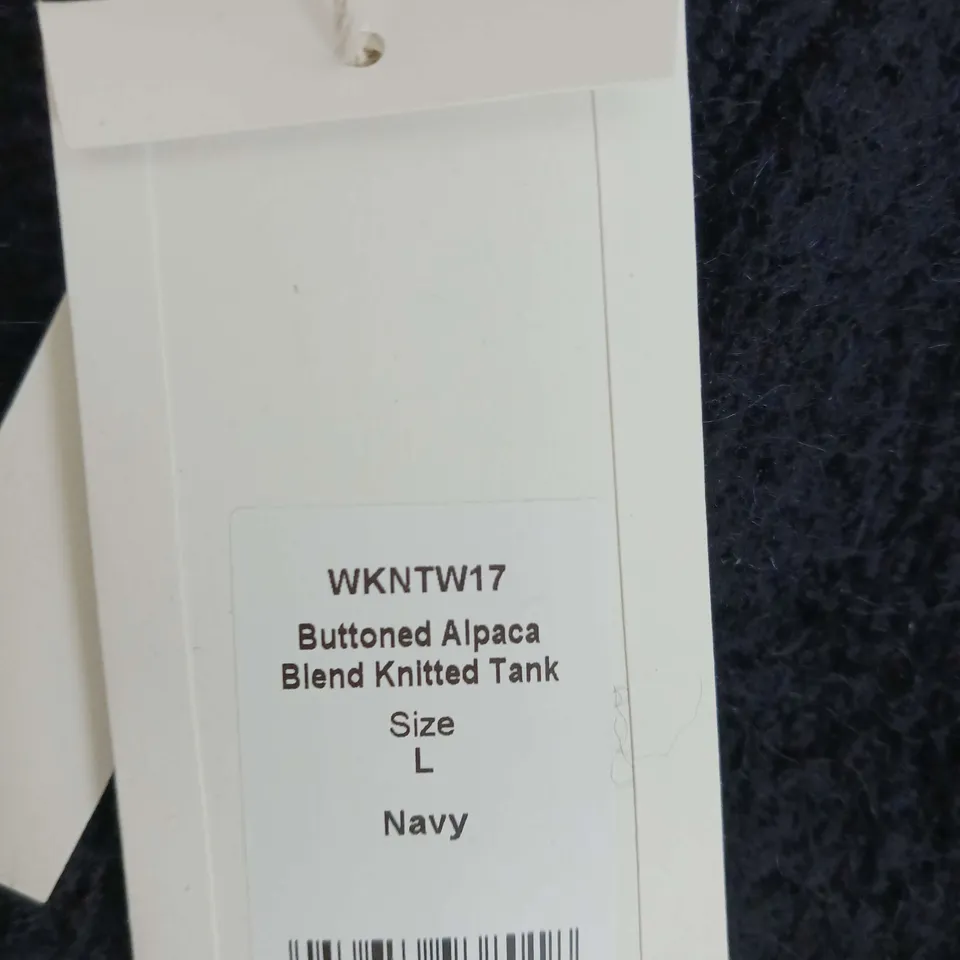 WKNTW17
Buttoned Alpaca
Blend Knitted Tank
Size
L
Navy